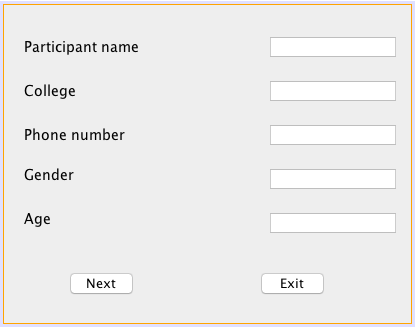 Participant name
College
Phone number
Gender
Age
Next Exit